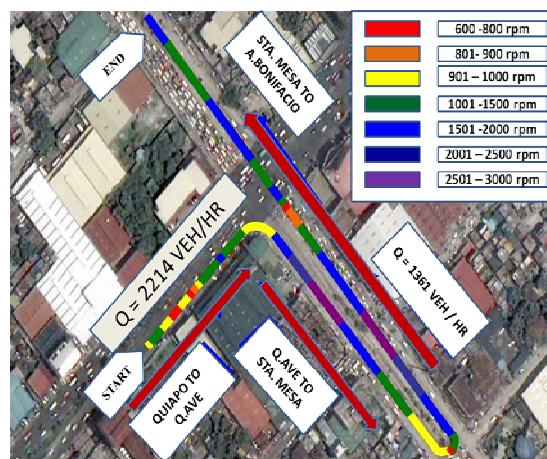 END
STA. MESA TO
A.BONIFACIO
600 -800 rpm
801- 900 rpm
901 – 1000 rpm
1001 -1500 rpm
1501 -2000 rpm
2001 – 2500 rpm
2501 – 3000 rpm
Q = 2214 VEH/HR
Q = 1361 VEH / HR
START
QUIAPO TO
Q.AVE
Q.AVE TO
STA. MESA